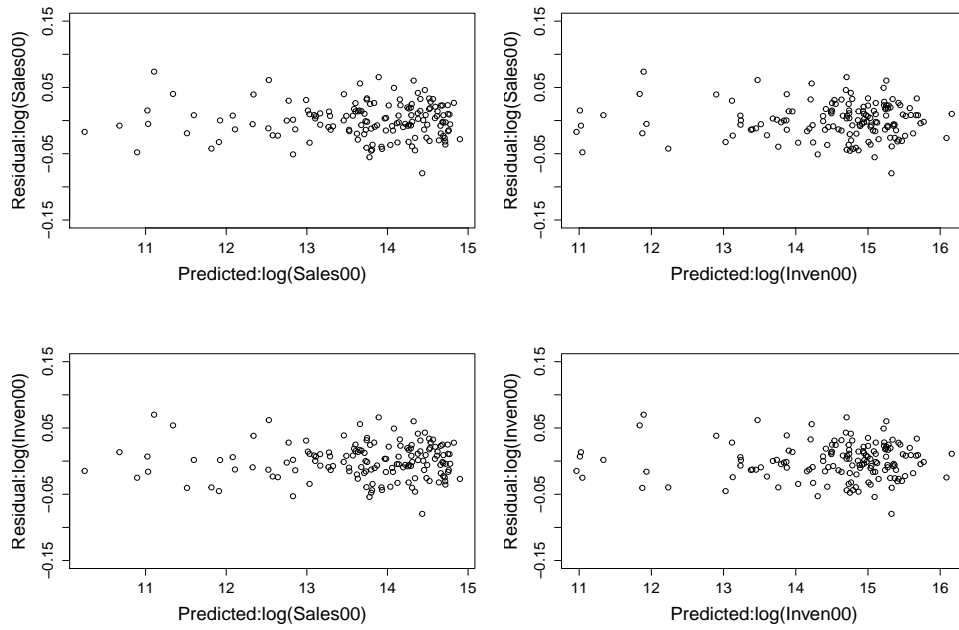 Residual:log(Sales00)
0.15
0.05
−0.05
−0.15
11 12 13 14 15
Predicted:log(Sales00)
Residual:log(Sales00)
0.15
0.05
−0.05
−0.15
11 12 13 14 15 16
Predicted:log(Inven00)
Residual:log(Inven00)
0.15
0.05
−0.05
−0.15
11 12 13 14 15
Predicted:log(Sales00)
Residual:log(Inven00)
0.15
0.05
−0.05
−0.15
11 12 13 14 15 16
Predicted:log(Inven00)